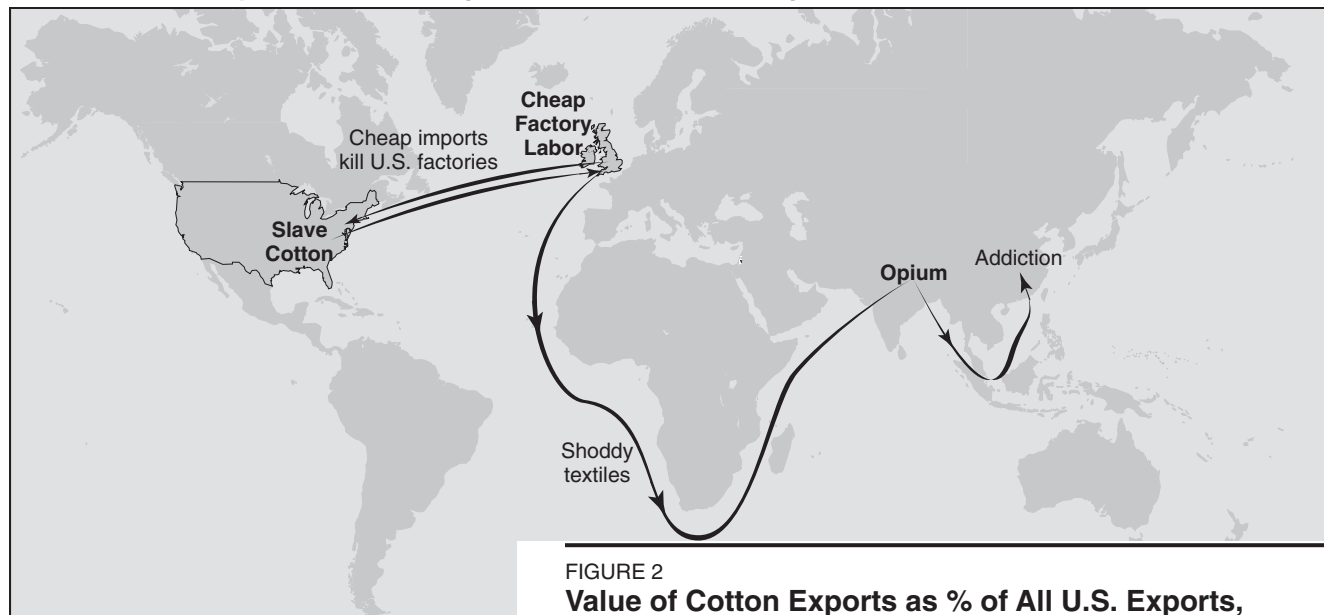 Cheap
Factory
Labor
Cheap imports
kill U.S. factories
Slave
Cotton
Opium
Addiction
Shoddy
textiles
FIGURE 2
Value of Cotton Exports as % of All U.S. Exports,